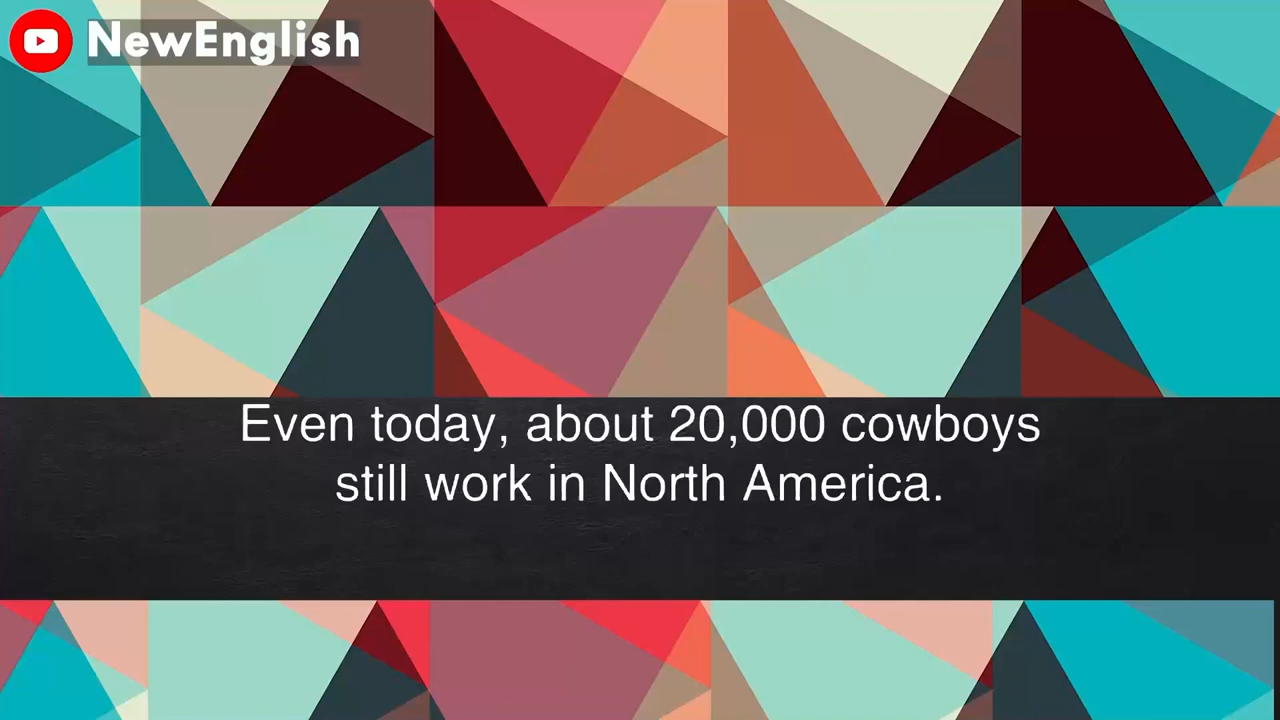 NewEnglish
Even today, about 20,000 cowboys
still work in North America.